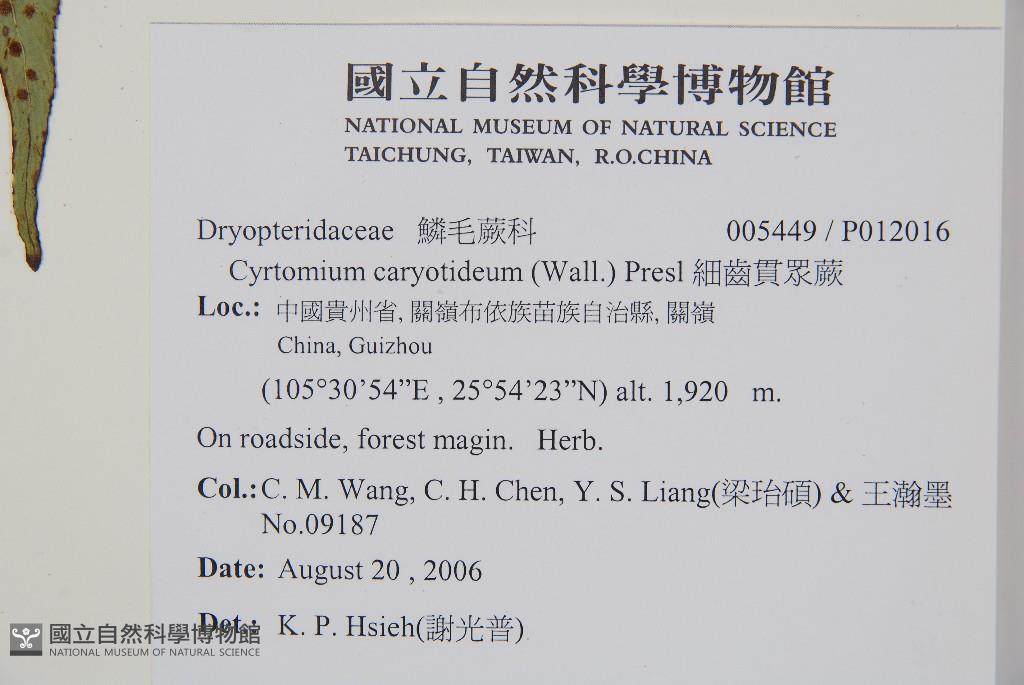 國立自然科學博物館
NATIONAL MUSEUM OF NATURAL SCIENCE
TAICHUNG, TAIWAN, R.O.CHINA
Dryopteridaceae 鱗毛蕨科 005449 / P012016
Cyrtomium caryotideum (Wall.) Presl 細齒貫眾蕨
Loc.: 中國貴州省, 關嶺布依族苗族自治縣, 關嶺
China, Guizhou
(105°30’54”E , 25°54’23”N) alt. 1,920 m.
On roadside, forest magin. Herb.
Col.: C. M. Wang, C. H. Chen, Y. S. Liang(梁珆碩) & 王瀚墨
No.09187
Date: August 20 , 2006
Det.: K. P. Hsieh(謝光普)
國立自然科學博物館
NATIONAL MUSEUM OF NATURAL SCIENCE